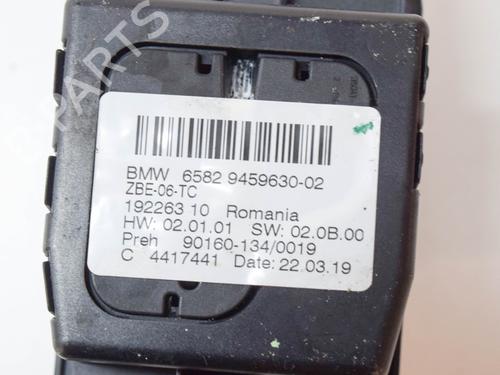 PARTS
BMW 6582 9459630-02
ZBE-06-TC
192263 10 Romania
HW: 02.01.01 SW: 02.0B.00
Preh 90160-134/0019
C 4417441 Date: 22.03.19